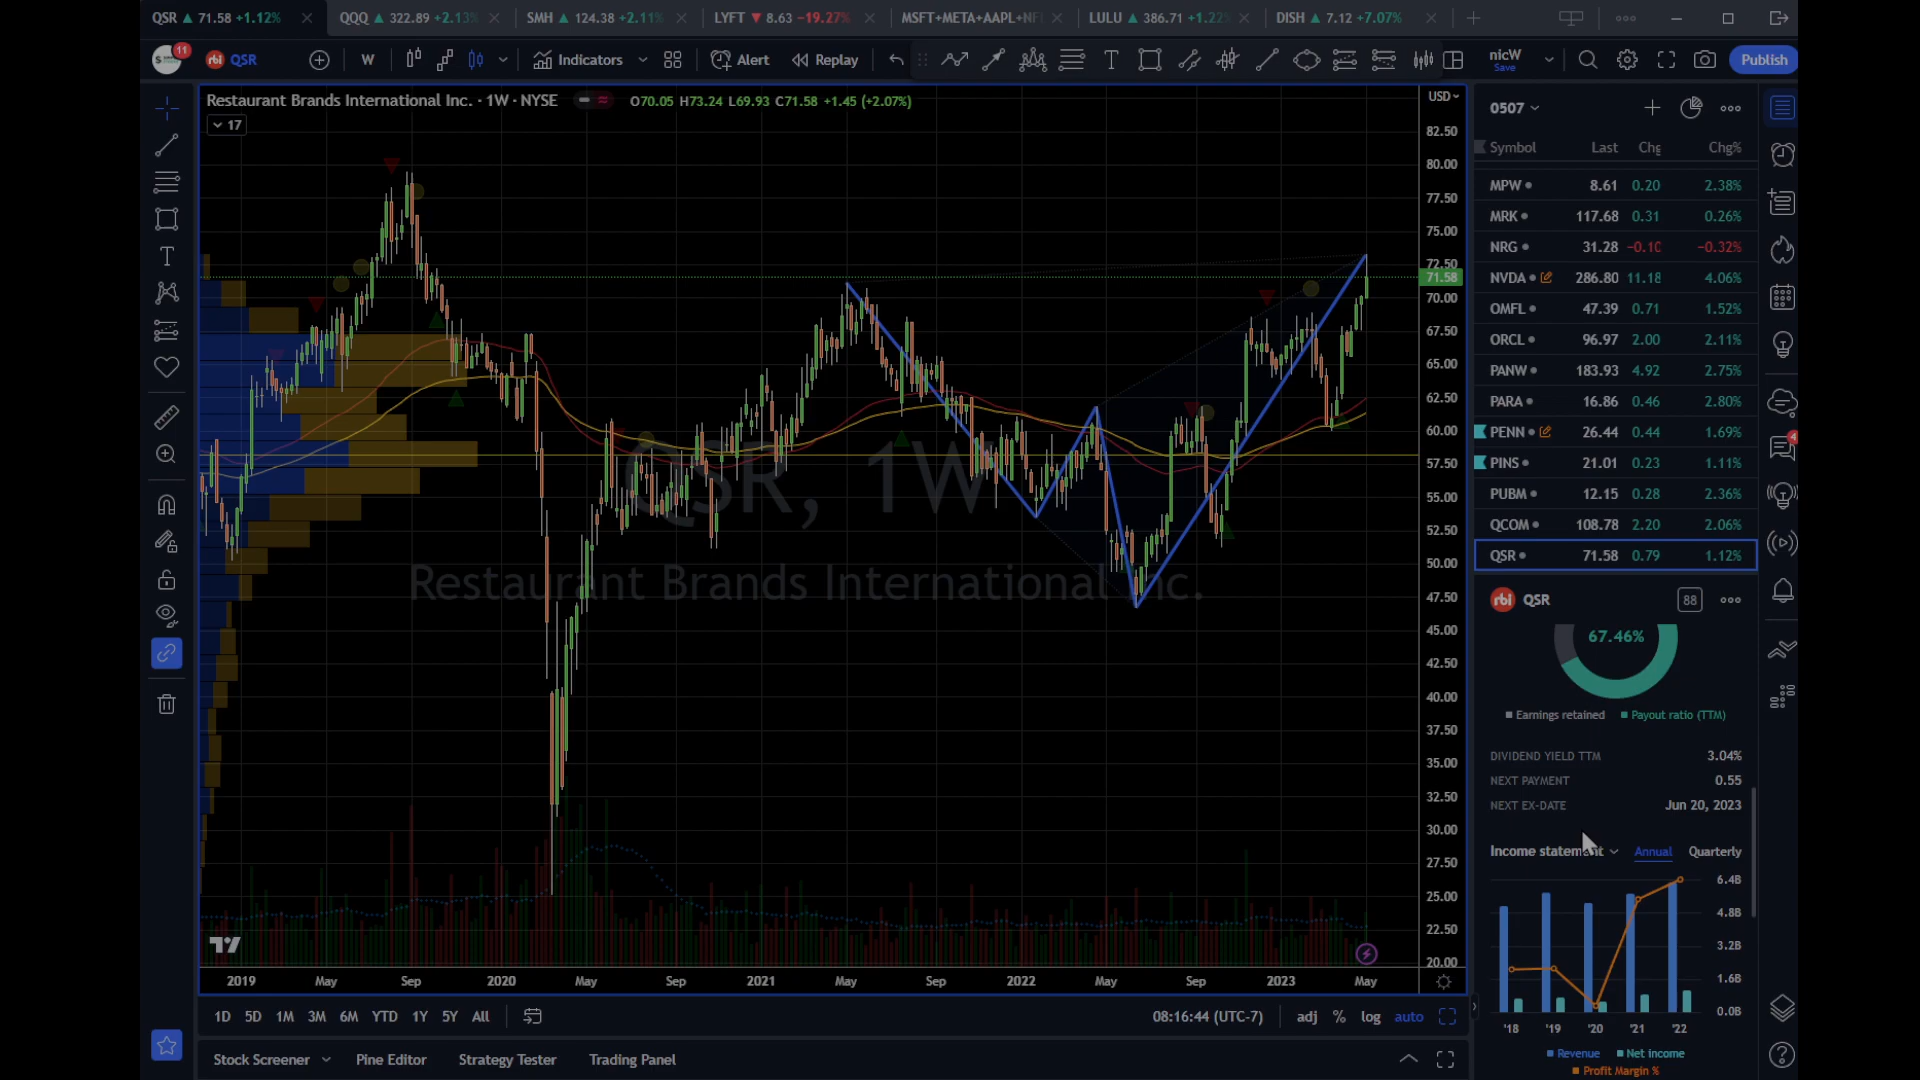 QSR ▲ 71.58 +1.12%
QQQ ▲ 322.89 +2.13%
SMH ▲ 124.38 +2.11%
LYFT ▼ 8.63 −19.27%
MSFT+META+AAPL+NF
LULU ▲ 386.71 +1.22%
DISH ▲ 7.12 +7.07%
11
rbi QSR
W
Indicators
Alert
Replay
nicW
Save
Publish
Restaurant Brands International Inc. · 1W · NYSE
O70.05 H73.24 L69.93 C71.58 +1.45 (+2.07%)
17
USD
82.50
80.00
77.50
75.00
72.50
71.58
70.00
67.50
65.00
62.50
60.00
57.50
55.00
52.50
50.00
47.50
45.00
42.50
40.00
37.50
35.00
32.50
30.00
27.50
25.00
22.50
20.00
QSR, 1W
Restaurant Brands International Inc.
2019 May Sep 2020 May Sep 2021 May Sep 2022 May Sep 2023 May
1D 5D 1M 3M 6M YTD 1Y 5Y All
08:16:44 (UTC-7)
adj % log auto
Stock Screener Pine Editor Strategy Tester Trading Panel
0507
Symbol Last Chg Chg%
MPW 8.61 0.20 2.38%
MRK 117.68 0.31 0.26%
NRG 31.28 −0.10 −0.32%
NVDA 286.80 11.18 4.06%
OMFL 47.39 0.71 1.52%
ORCL 96.97 2.00 2.11%
PANW 183.93 4.92 2.75%
PARA 16.86 0.46 2.80%
PENN 26.44 0.44 1.69%
PINS 21.01 0.23 1.11%
PUBM 12.15 0.28 2.36%
QCOM 108.78 2.20 2.06%
QSR 71.58 0.79 1.12%
4
rbi QSR
88
67.46%
Earnings retained Payout ratio (TTM)
DIVIDEND YIELD TTM 3.04%
NEXT PAYMENT 0.55
NEXT EX-DATE Jun 20, 2023
Income statement Annual Quarterly
6.4B
4.8B
3.2B
1.6B
0.0B
'18 '19 '20 '21 '22
Revenue Net income
Profit Margin %